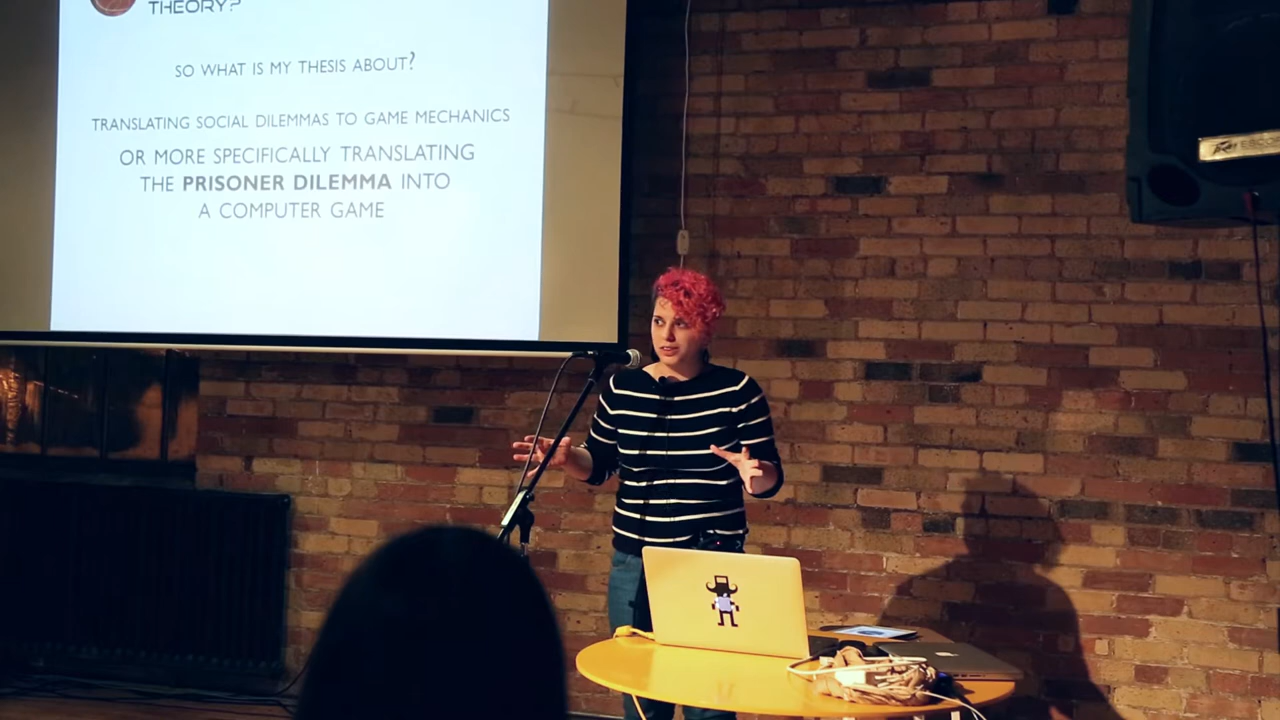 THEORY?
SO WHAT IS MY THESIS ABOUT?
TRANSLATING SOCIAL DILEMMAS TO GAME MECHANICS
OR MORE SPECIFICALLY TRANSLATING
THE PRISONER DILEMMA INTO
A COMPUTER GAME